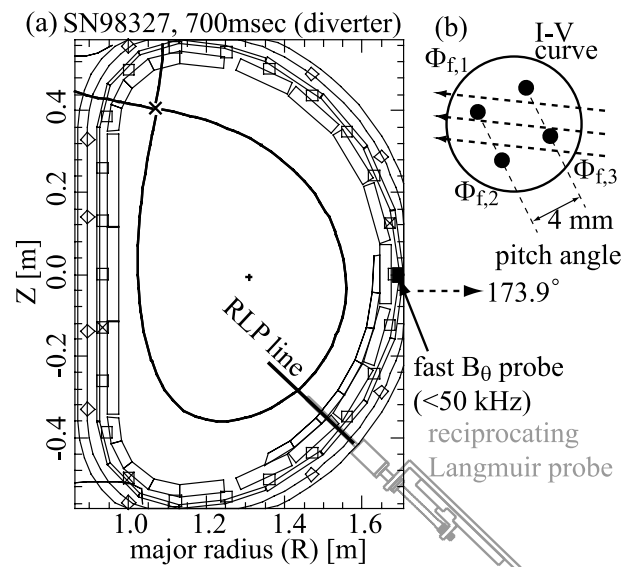 (a) SN98327, 700msec (diverter)
(b)
I-V
curve
Φf,1
Φf,2
Φf,3
4 mm
pitch angle
173.9°
fast Bθ probe
(<50 kHz)
reciprocating
Langmuir probe
RLP line
Z [m]
0.4
0.2
0.0
-0.2
-0.4
1.0 1.2 1.4 1.6
major radius (R) [m]